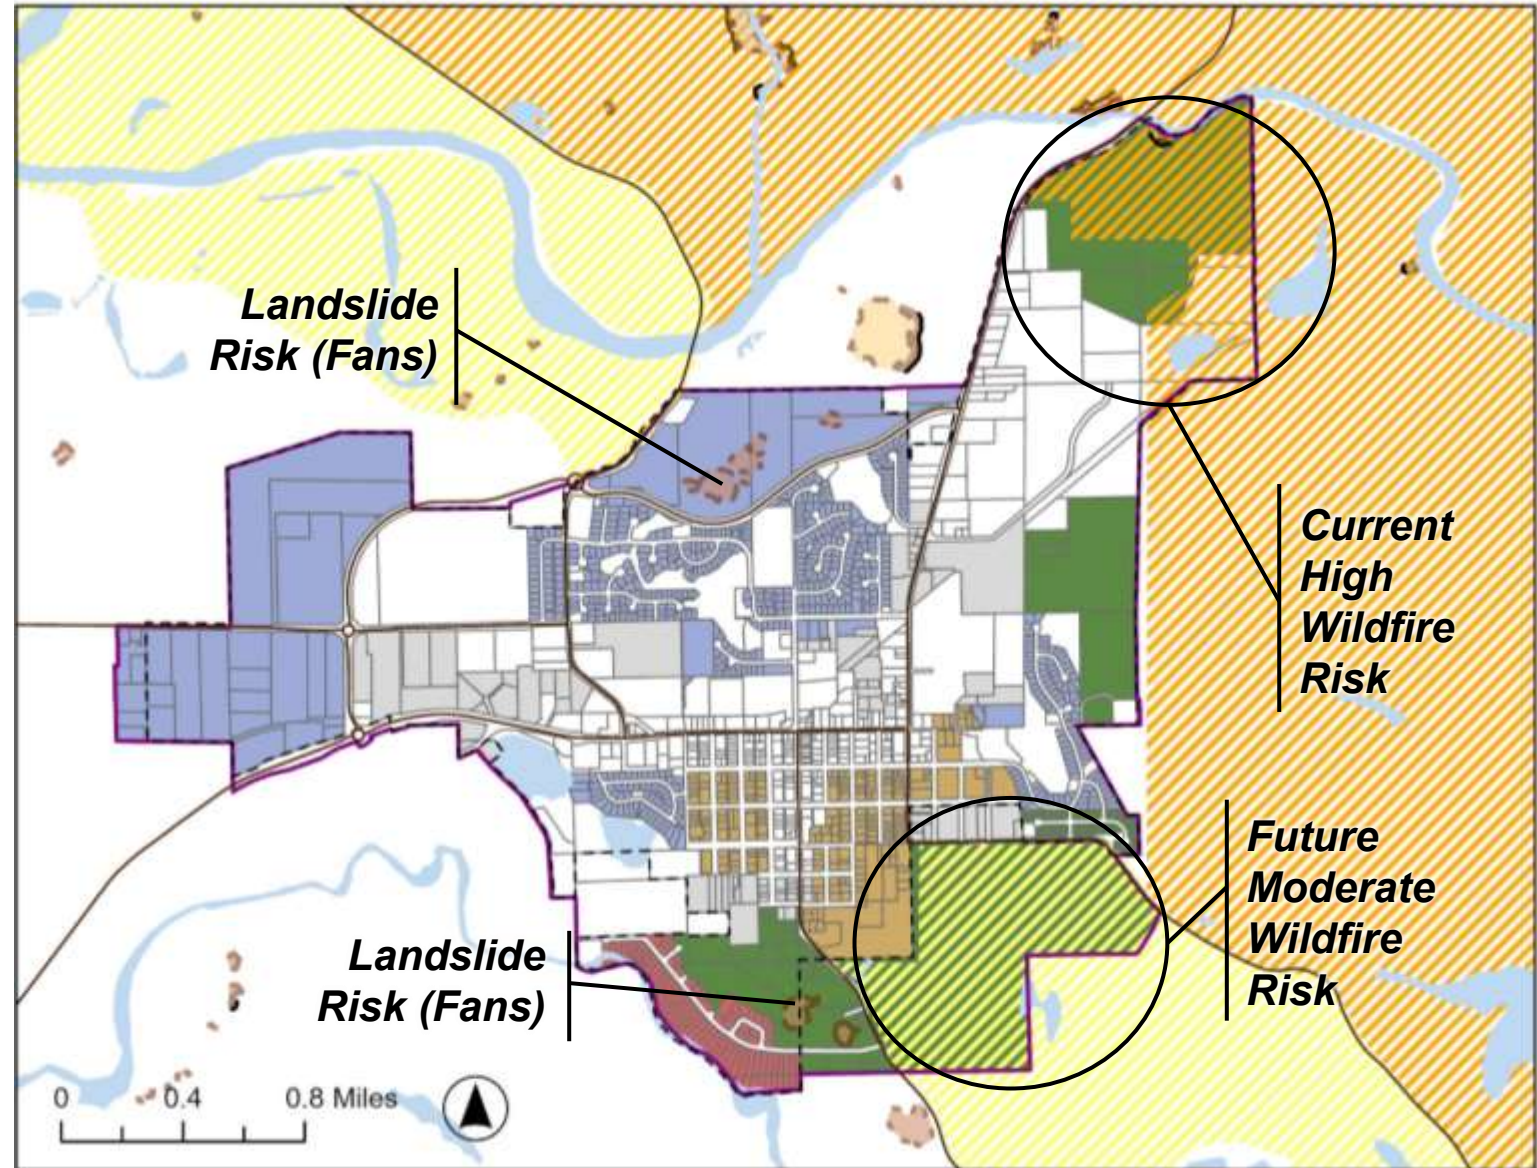 Landslide
Risk (Fans)
Current
High
Wildfire
Risk
Future
Moderate
Wildfire
Risk
Landslide
Risk (Fans)
0 0.4 0.8 Miles